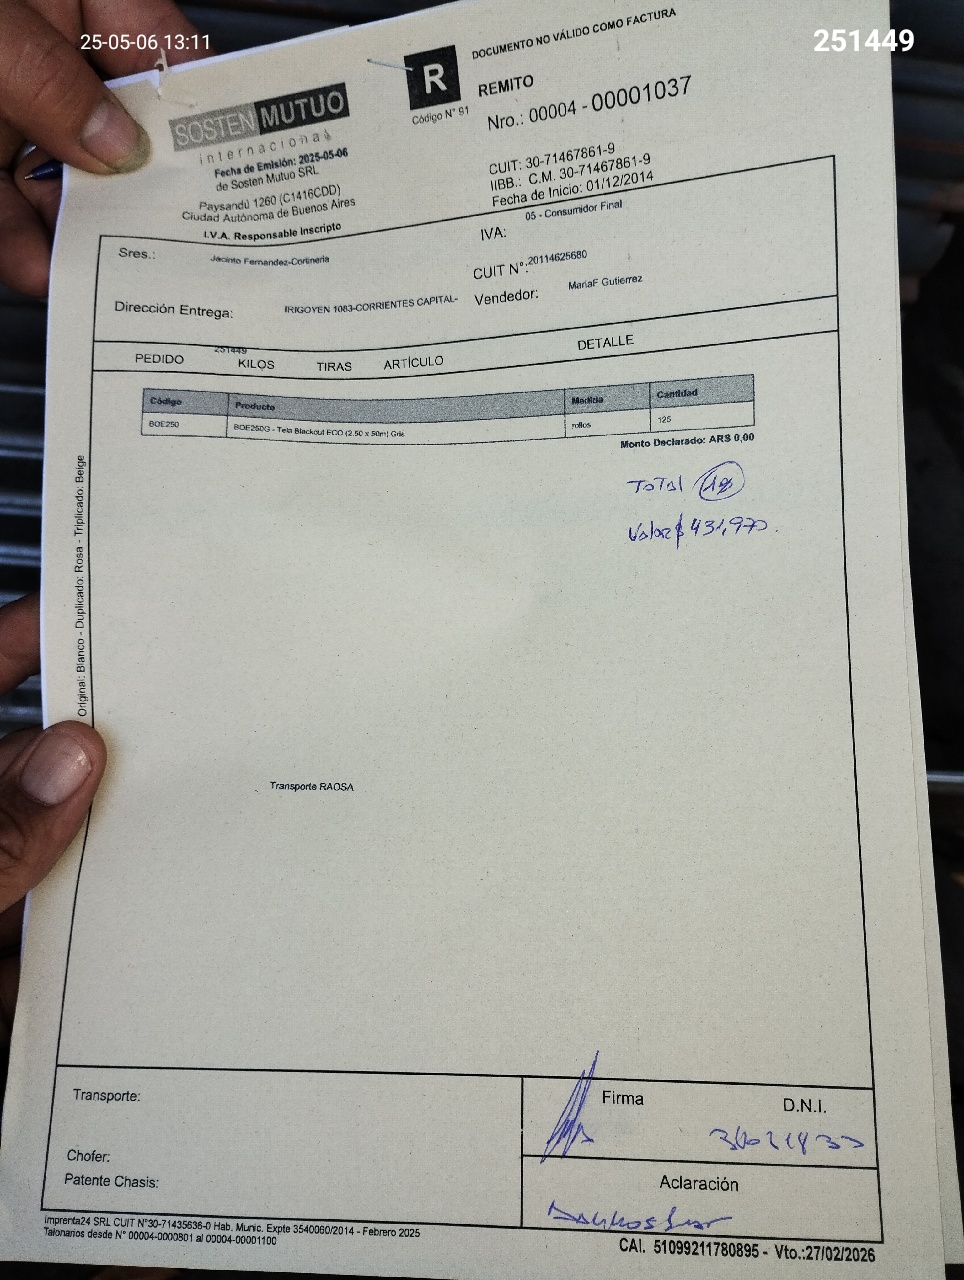 25-05-06 13:11
251449
DOCUMENTO NO VÁLIDO COMO FACTURA
R
Código N° 91
REMITO
Nro.: 00004 - 00001037
SOSTEN MUTUO
internacional
Fecha de Emisión: 2025-05-06
de Sosten Mutuo SRL
Paysandú 1260 (C1416CDD)
Ciudad Autónoma de Buenos Aires
I.V.A. Responsable Inscripto
CUIT: 30-71467861-9
IIBB.: C.M. 30-71467861-9
Fecha de Inicio: 01/12/2014
Sres.: Jacinto Fernandez-Cortineria
IVA: 05 - Consumidor Final
CUIT N°: 20114625680
Dirección Entrega: IRIGOYEN 1083-CORRIENTES CAPITAL-
Vendedor: MariaF Gutierrez
251449
PEDIDO KILOS TIRAS ARTÍCULO DETALLE
Código Producto Medida Cantidad
BOE250 BOE250G - Tela Blackout ECO (2.50 x 50m) Gris rollos 125
Monto Declarado: ARS 0,00
Total
Valor $ 431,970.
Original: Blanco - Duplicado: Rosa - Triplicado: Beige
Transporte RAOSA
Transporte:
Chofer:
Patente Chasis:
Firma
D.N.I.
Aclaración
Imprenta24 SRL CUIT N°30-71435636-0 Hab. Munic. Expte 3540060/2014 - Febrero 2025
Talonarios desde N° 00004-0000801 al 00004-00001100
CAI. 51099211780895 - Vto.:27/02/2026